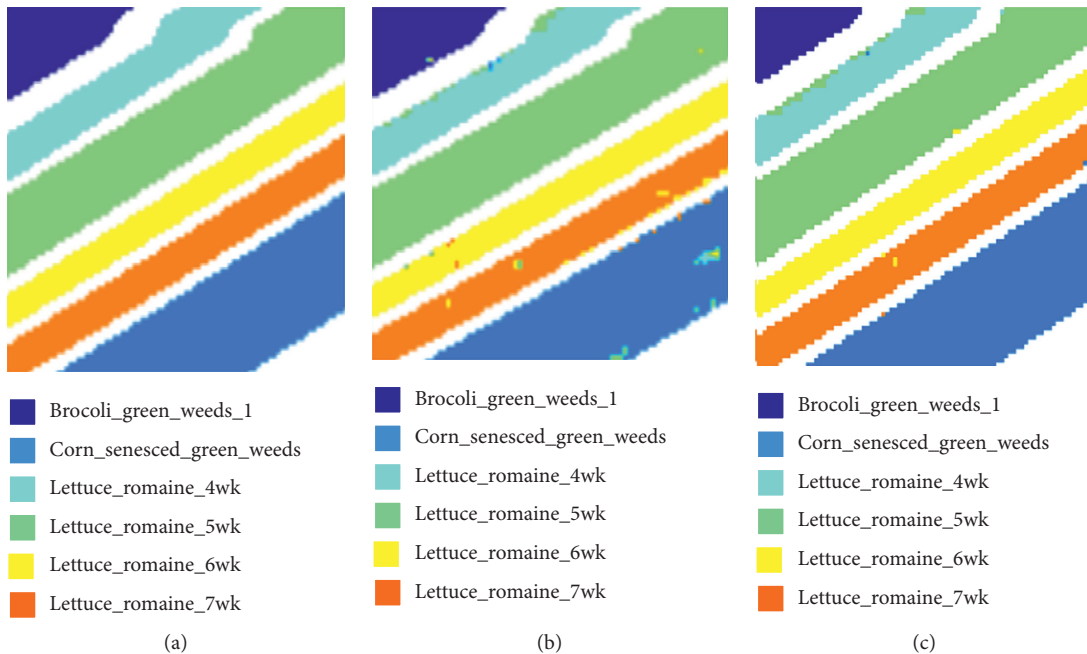 Brocoli_green_weeds_1
Corn_senesced_green_weeds
Lettuce_romaine_4wk
Lettuce_romaine_5wk
Lettuce_romaine_6wk
Lettuce_romaine_7wk
(a)
Brocoli_green_weeds_1
Corn_senesced_green_weeds
Lettuce_romaine_4wk
Lettuce_romaine_5wk
Lettuce_romaine_6wk
Lettuce_romaine_7wk
(b)
Brocoli_green_weeds_1
Corn_senesced_green_weeds
Lettuce_romaine_4wk
Lettuce_romaine_5wk
Lettuce_romaine_6wk
Lettuce_romaine_7wk
(c)